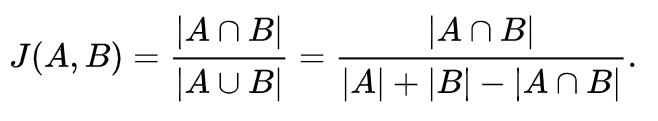 J(A, B) = |A ∩ B| / |A ∪ B| = |A ∩ B| / (|A| + |B| − |A ∩ B|).